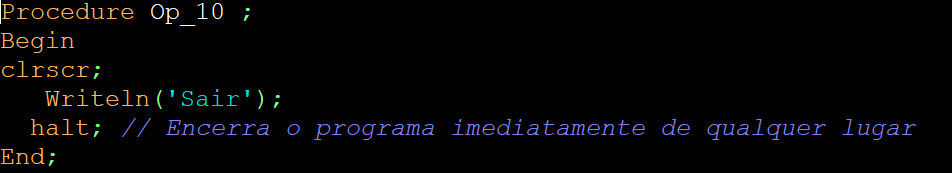 Procedure Op_10 ;
Begin
clrscr;
   Writeln('Sair');
  halt; // Encerra o programa imediatamente de qualquer lugar
End;